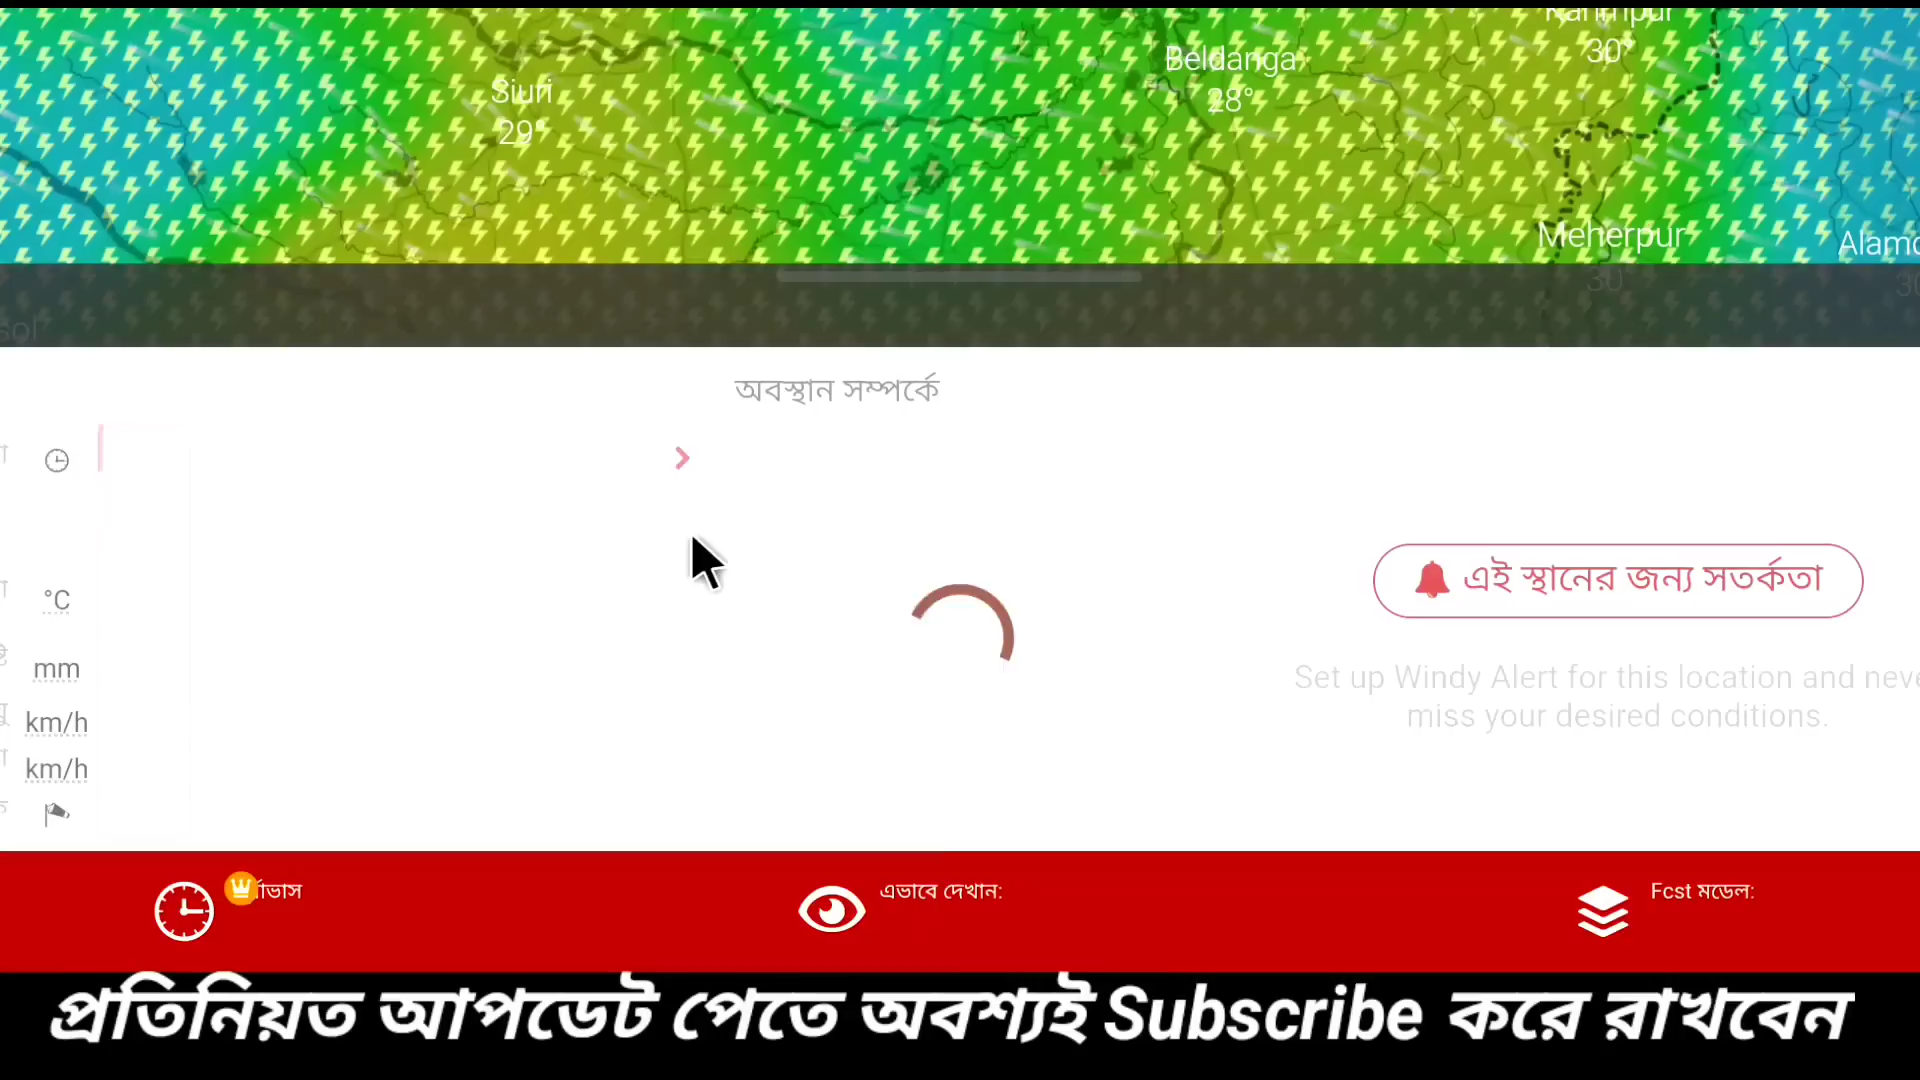 Karimpur
30°
Beldanga
28°
Siuri
29°
Meherpur
30
অবস্থান সম্পর্কে
°C
mm
km/h
km/h
এই স্থানের জন্য সতর্কতা
Set up Windy Alert for this location and neve
miss your desired conditions.
এভাবে দেখান:
Fcst মডেল:
প্রতিনিয়ত আপডেট পেতে অবশ্যই Subscribe করে রাখবেন